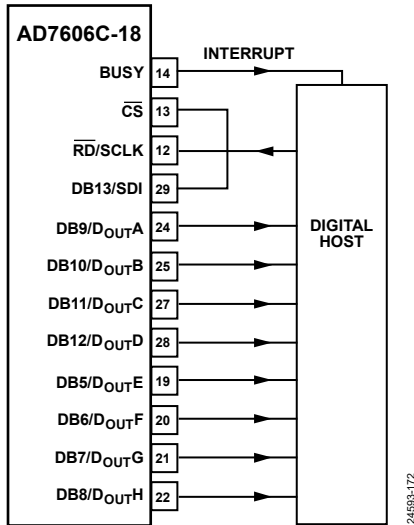 AD7606C-18
BUSY 14
INTERRUPT
CS 13
RD/SCLK 12
DB13/SDI 29
DB9/DOUTA 24
DB10/DOUTB 25
DB11/DOUTC 27
DB12/DOUTD 28
DB5/DOUTE 19
DB6/DOUTF 20
DB7/DOUTG 21
DB8/DOUTH 22
DIGITAL
HOST
24593-172